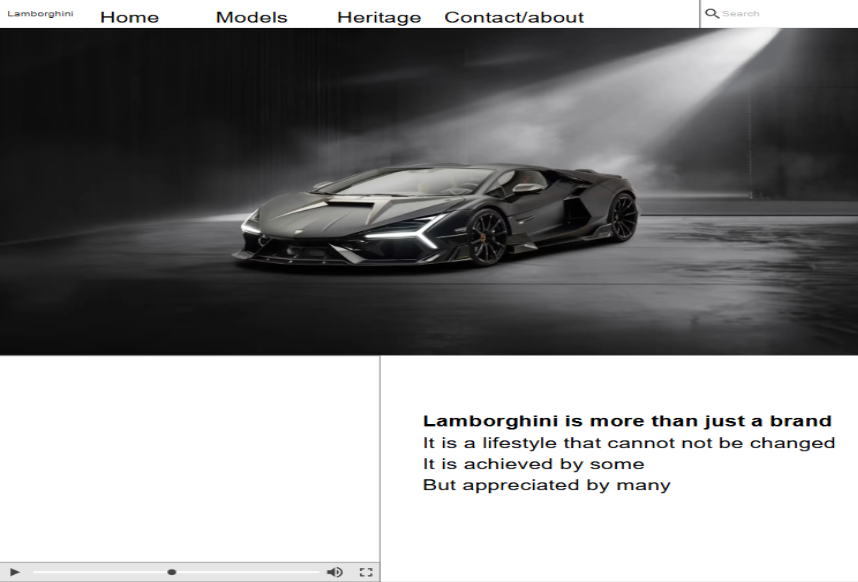 Lamborghini Home Models Heritage Contact/about Search
Lamborghini is more than just a brand
It is a lifestyle that cannot not be changed
It is achieved by some
But appreciated by many